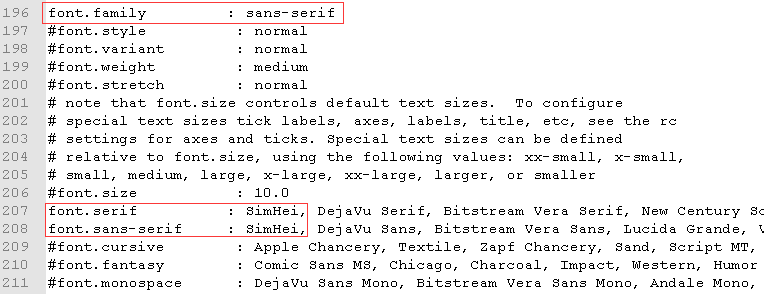 196 font.family : sans-serif
197 #font.style : normal
198 #font.variant : normal
199 #font.weight : medium
200 #font.stretch : normal
201 # note that font.size controls default text sizes. To configure
202 # special text sizes tick labels, axes, labels, title, etc, see the rc
203 # settings for axes and ticks. Special text sizes can be defined
204 # relative to font.size, using the following values: xx-small, x-small,
205 # small, medium, large, x-large, xx-large, larger, or smaller
206 #font.size : 10.0
207 font.serif : SimHei, DejaVu Serif, Bitstream Vera Serif, New Century Sc
208 font.sans-serif : SimHei, DejaVu Sans, Bitstream Vera Sans, Lucida Grande, V
209 #font.cursive : Apple Chancery, Textile, Zapf Chancery, Sand, Script MT,
210 #font.fantasy : Comic Sans MS, Chicago, Charcoal, Impact, Western, Humor
211 #font.monospace : DejaVu Sans Mono, Bitstream Vera Sans Mono, Andale Mono,